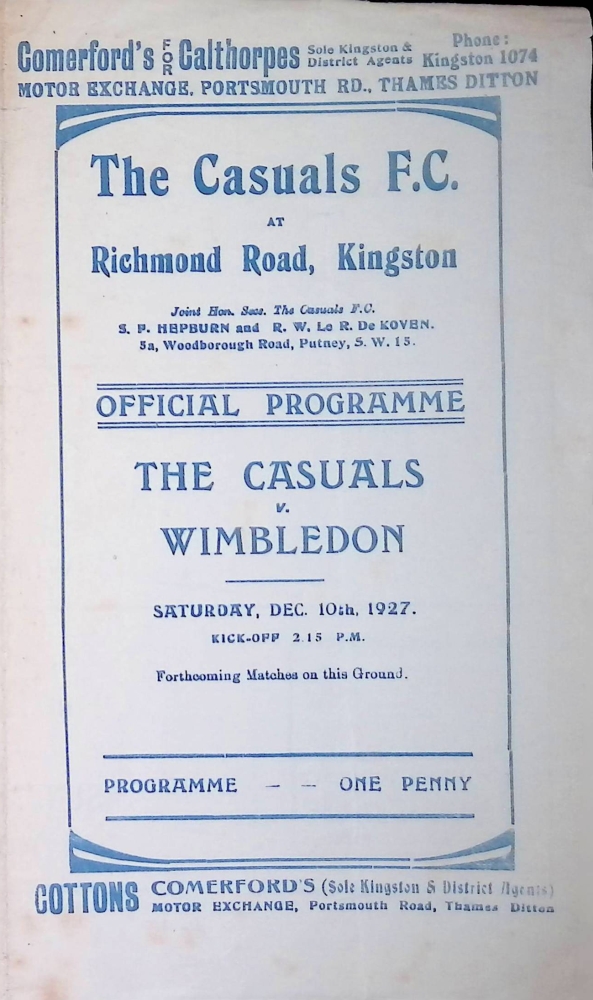 Comerford's FOR Calthorpes Sole Kingston & District Agents Phone: Kingston 1074
MOTOR EXCHANGE, PORTSMOUTH RD., THAMES DITTON
The Casuals F.C.
AT
Richmond Road, Kingston
Joint Hon. Secs. The Casuals F.C.
S. F. HEPBURN and R. W. Le R. De KOVEN.
5a, Woodborough Road, Putney, S. W. 15.
OFFICIAL PROGRAMME
THE CASUALS
v.
WIMBLEDON
SATURDAY, DEC. 10th, 1927.
KICK-OFF 2.15 P.M.
Forthcoming Matches on this Ground.
PROGRAMME - - ONE PENNY
COTTONS COMERFORD'S (Sole Kingston & District Agents)
MOTOR EXCHANGE, Portsmouth Road, Thames Ditton